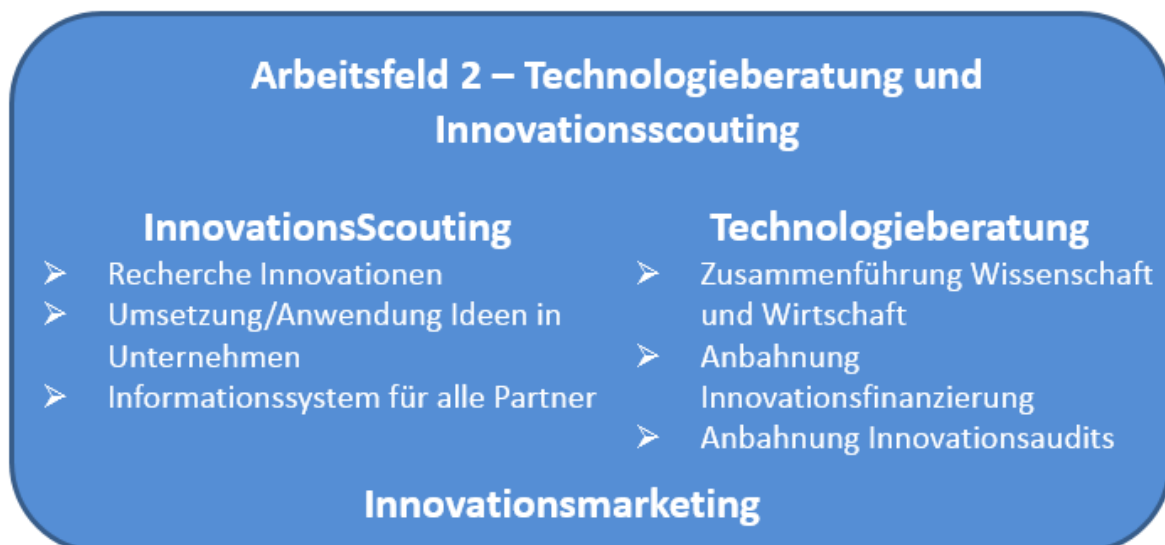 Arbeitsfeld 2 – Technologieberatung und
Innovationsscouting
InnovationsScouting
➢ Recherche Innovationen
➢ Umsetzung/Anwendung Ideen in
Unternehmen
➢ Informationssystem für alle Partner
Technologieberatung
➢ Zusammenführung Wissenschaft
und Wirtschaft
➢ Anbahnung
Innovationsfinanzierung
➢ Anbahnung Innovationsaudits
Innovationsmarketing